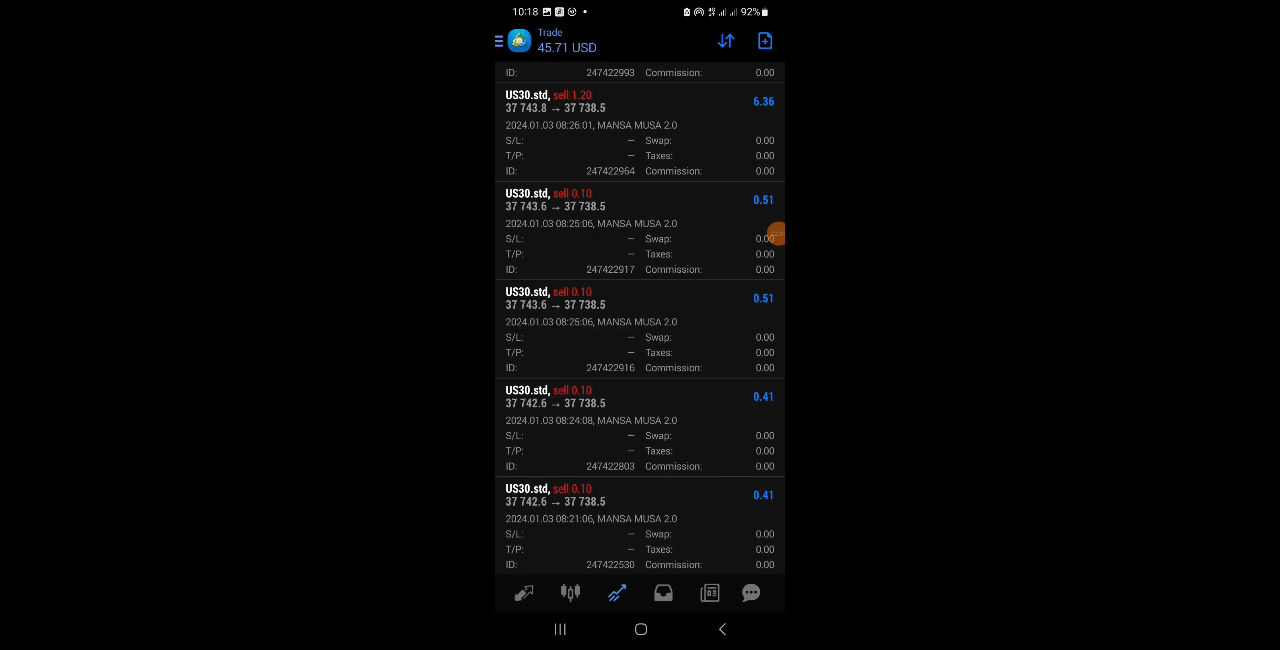 10:18 92%
Trade
45.71 USD
ID: 247422993 Commission: 0.00
US30.std, sell 1.20 6.36
37 743.8 → 37 738.5
2024.01.03 08:26:01, MANSA MUSA 2.0
S/L: – Swap: 0.00
T/P: – Taxes: 0.00
ID: 247422964 Commission: 0.00
US30.std, sell 0.10 0.51
37 743.6 → 37 738.5
2024.01.03 08:25:06, MANSA MUSA 2.0
S/L: – Swap: 0.00
T/P: – Taxes: 0.00
ID: 247422917 Commission: 0.00
US30.std, sell 0.10 0.51
37 743.6 → 37 738.5
2024.01.03 08:25:06, MANSA MUSA 2.0
S/L: – Swap: 0.00
T/P: – Taxes: 0.00
ID: 247422916 Commission: 0.00
US30.std, sell 0.10 0.41
37 742.6 → 37 738.5
2024.01.03 08:24:08, MANSA MUSA 2.0
S/L: – Swap: 0.00
T/P: – Taxes: 0.00
ID: 247422803 Commission: 0.00
US30.std, sell 0.10 0.41
37 742.6 → 37 738.5
2024.01.03 08:21:06, MANSA MUSA 2.0
S/L: – Swap: 0.00
T/P: – Taxes: 0.00
ID: 247422530 Commission: 0.00